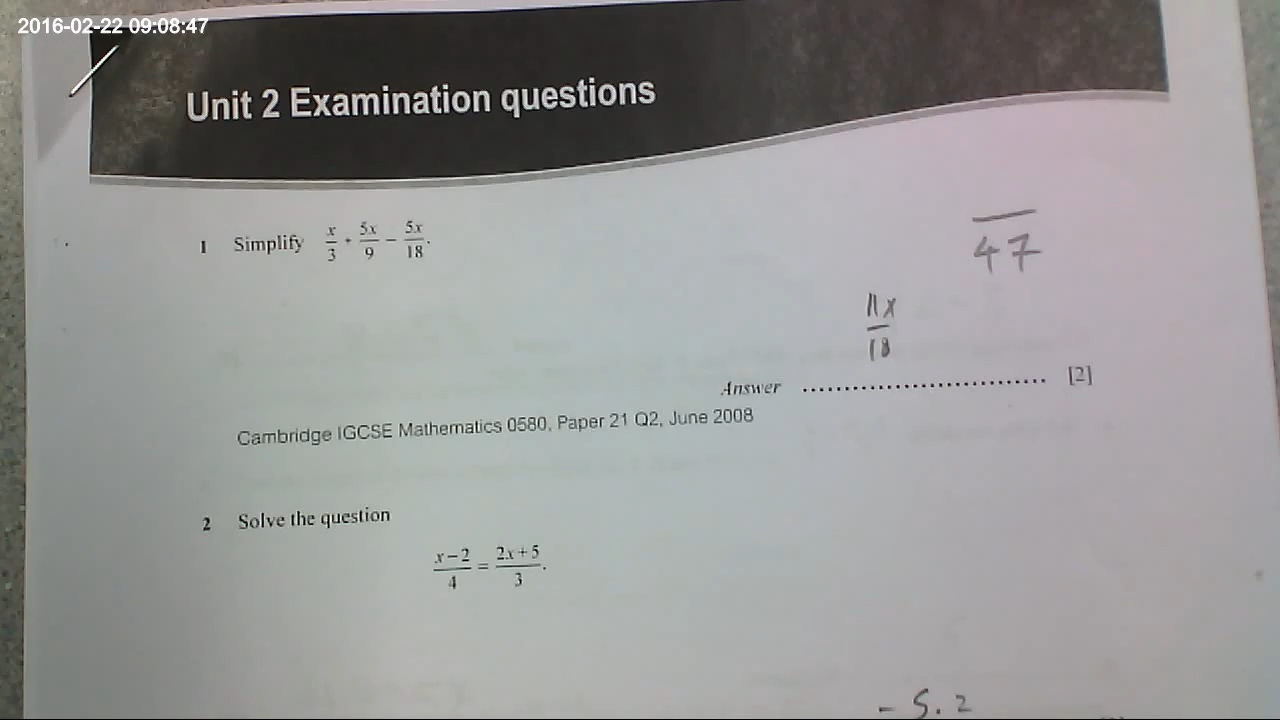 2016-02-22 09:08:47
Unit 2 Examination questions
47
1 Simplify x/3 + 5x/9 − 5x/18.
11x/18
Answer .............................. [2]
Cambridge IGCSE Mathematics 0580, Paper 21 Q2, June 2008
2 Solve the question
x−2/4 = 2x+5/3.
- 5.2